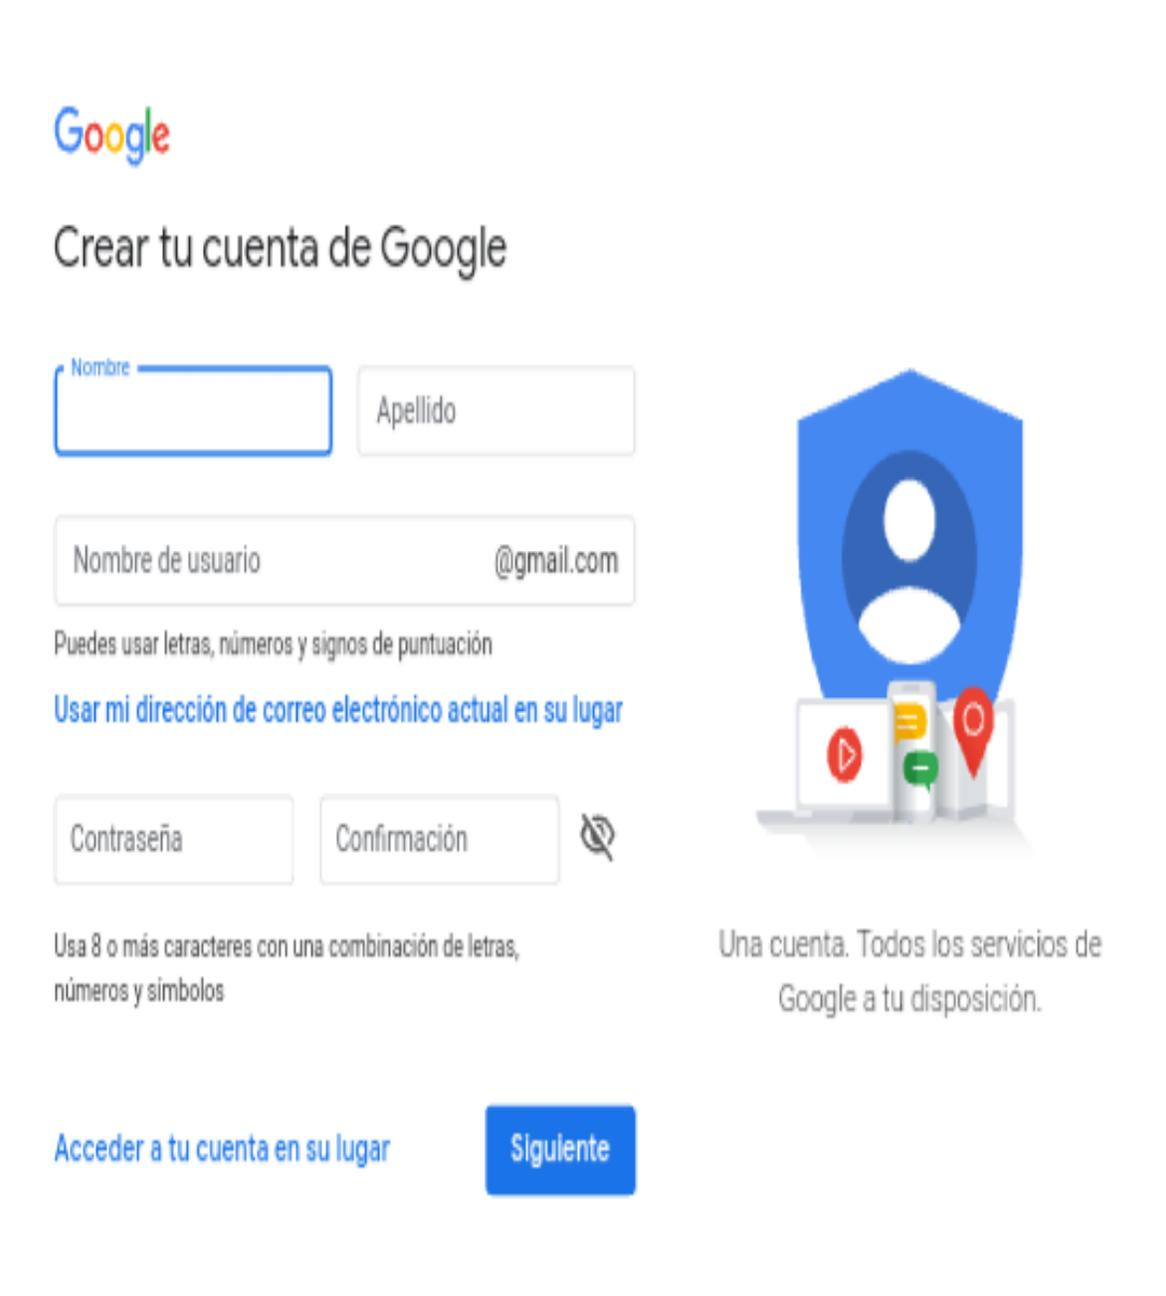 Google
Crear tu cuenta de Google
Nombre
Apellido
Nombre de usuario @gmail.com
Puedes usar letras, números y signos de puntuación
Usar mi dirección de correo electrónico actual en su lugar
Contraseña
Confirmación
Usa 8 o más caracteres con una combinación de letras,
números y símbolos
Acceder a tu cuenta en su lugar
Siguiente
Una cuenta. Todos los servicios de
Google a tu disposición.